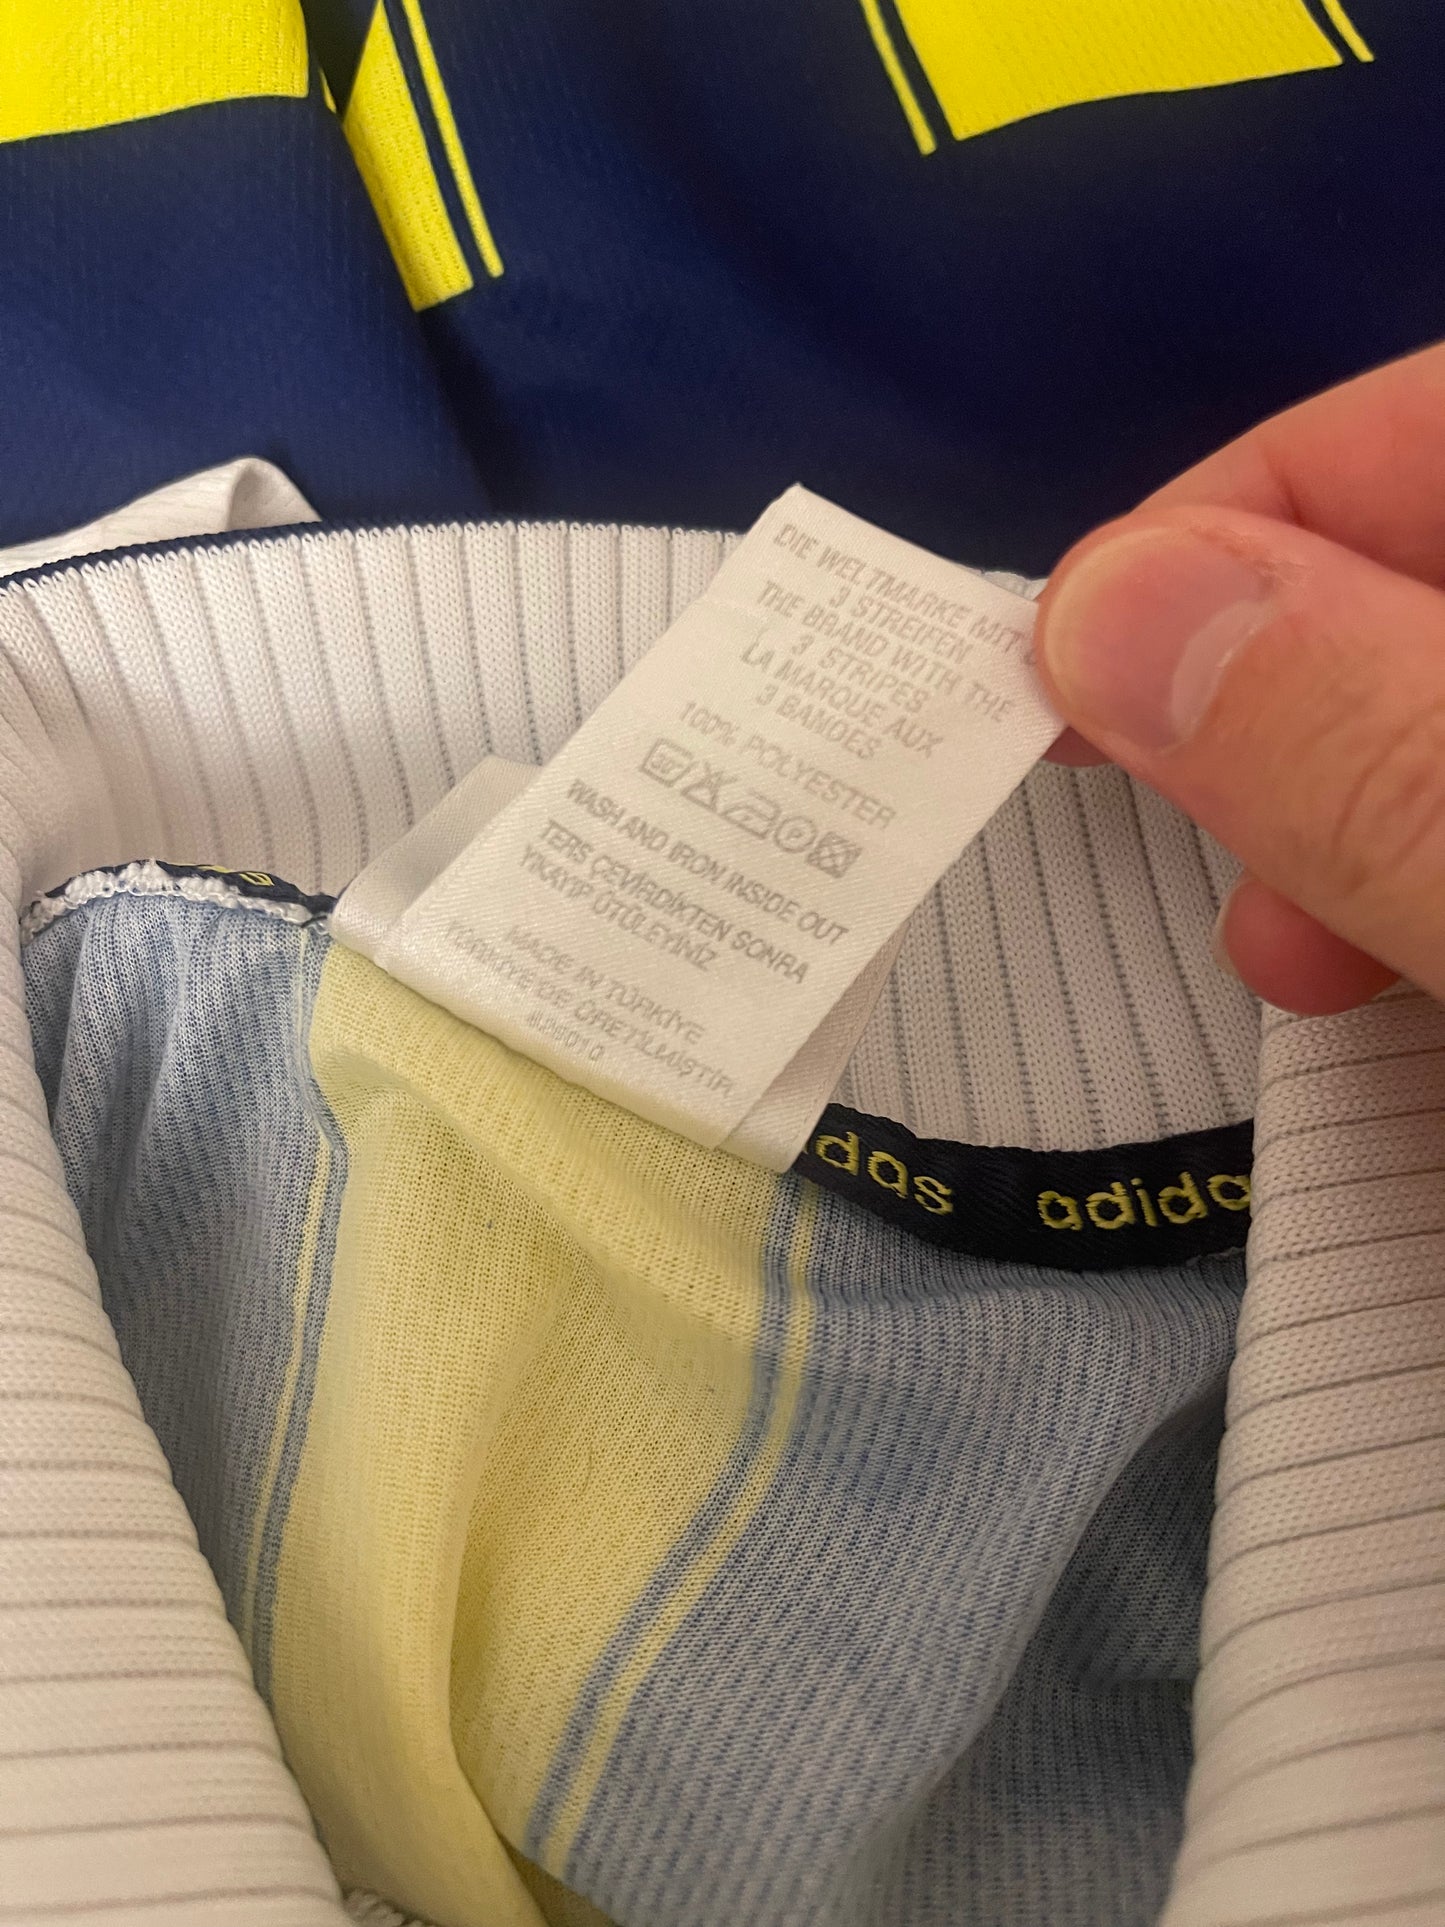 DIE WELTMARKE MIT
3 STREIFEN
THE BRAND WITH THE
3 STRIPES
LA MARQUE AUX
3 BANDES
100% POLYESTER
30 P
WASH AND IRON INSIDE OUT
TERS ÇEVİRDİKTEN SONRA
YIKAYIP ÜTÜLEYİNİZ
MADE IN TÜRKİYE
TÜRKİYE'DE ÜRETİLMİŞTİR
didas adidas